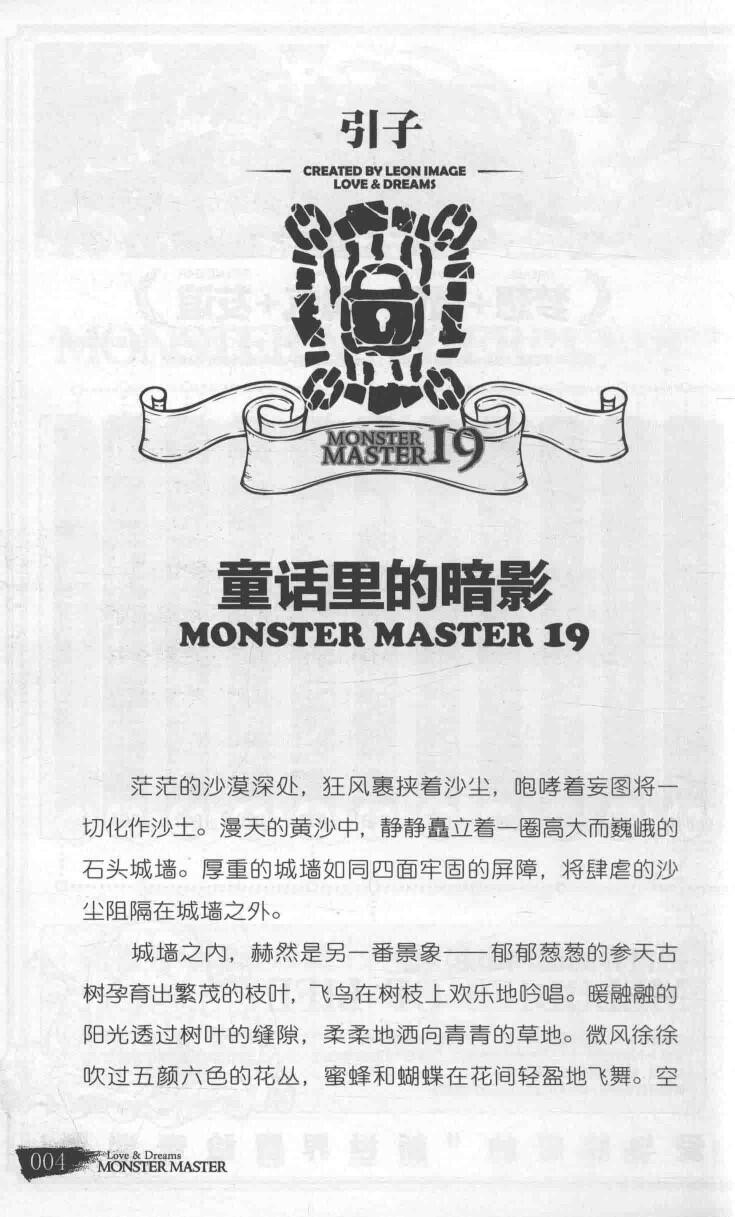 引子
CREATED BY LEON IMAGE
LOVE & DREAMS
MONSTER
MASTER 19
童话里的暗影
MONSTER MASTER 19
茫茫的沙漠深处，狂风裹挟着沙尘，咆哮着妄图将一
切化作沙土。漫天的黄沙中，静静矗立着一圈高大而巍峨的
石头城墙。厚重的城墙如同四面牢固的屏障，将肆虐的沙
尘阻隔在城墙之外。
城墙之内，赫然是另一番景象——郁郁葱葱的参天古
树孕育出繁茂的枝叶，飞鸟在树枝上欢乐地吟唱。暖融融的
阳光透过树叶的缝隙，柔柔地洒向青青的草地。微风徐徐
吹过五颜六色的花丛，蜜蜂和蝴蝶在花间轻盈地飞舞。空
004
Love & Dreams
MONSTER MASTER